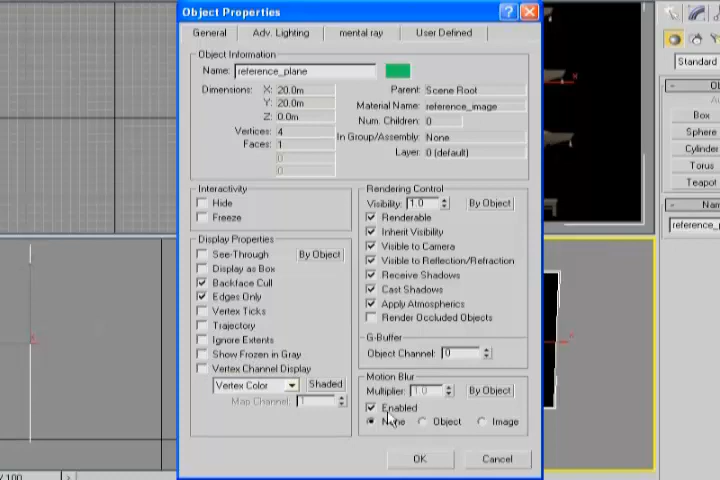 Object Properties
General Adv. Lighting mental ray User Defined
Object Information
Name: reference_plane
Dimensions: X: 20.0m
Y: 20.0m
Z: 0.0m
Vertices: 4
Faces: 1
0
0
Parent: Scene Root
Material Name: reference_image
Num. Children: 0
In Group/Assembly: None
Layer: 0 (default)
Interactivity
Hide
Freeze
Display Properties
See-Through By Object
Display as Box
Backface Cull
Edges Only
Vertex Ticks
Trajectory
Ignore Extents
Show Frozen in Gray
Vertex Channel Display
Vertex Color Shaded
Map Channel: 1
Rendering Control
Visibility: 1.0 By Object
Renderable
Inherit Visibility
Visible to Camera
Visible to Reflection/Refraction
Receive Shadows
Cast Shadows
Apply Atmospherics
Render Occluded Objects
G-Buffer
Object Channel: 0
Motion Blur
Multiplier: 1.0 By Object
Enabled
None Object Image
OK Cancel
Standard
Box
Sphere
Cylinder
Torus
Teapot
/ 100